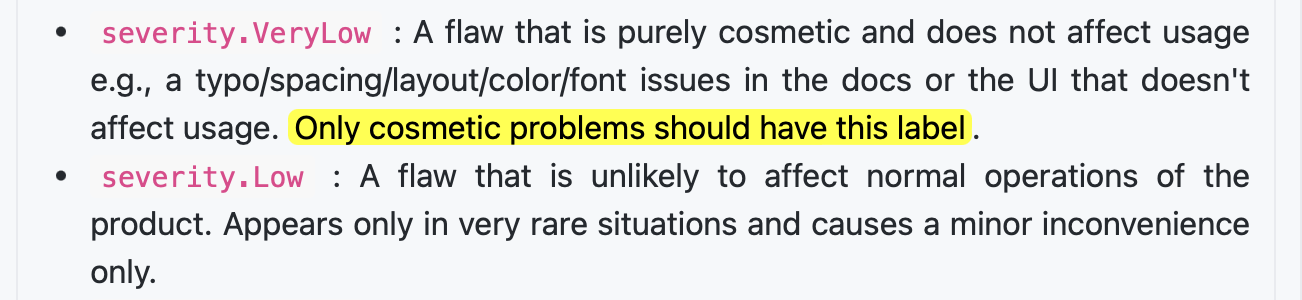 • severity.VeryLow : A flaw that is purely cosmetic and does not affect usage
e.g., a typo/spacing/layout/color/font issues in the docs or the UI that doesn't
affect usage. Only cosmetic problems should have this label.
• severity.Low : A flaw that is unlikely to affect normal operations of the
product. Appears only in very rare situations and causes a minor inconvenience
only.